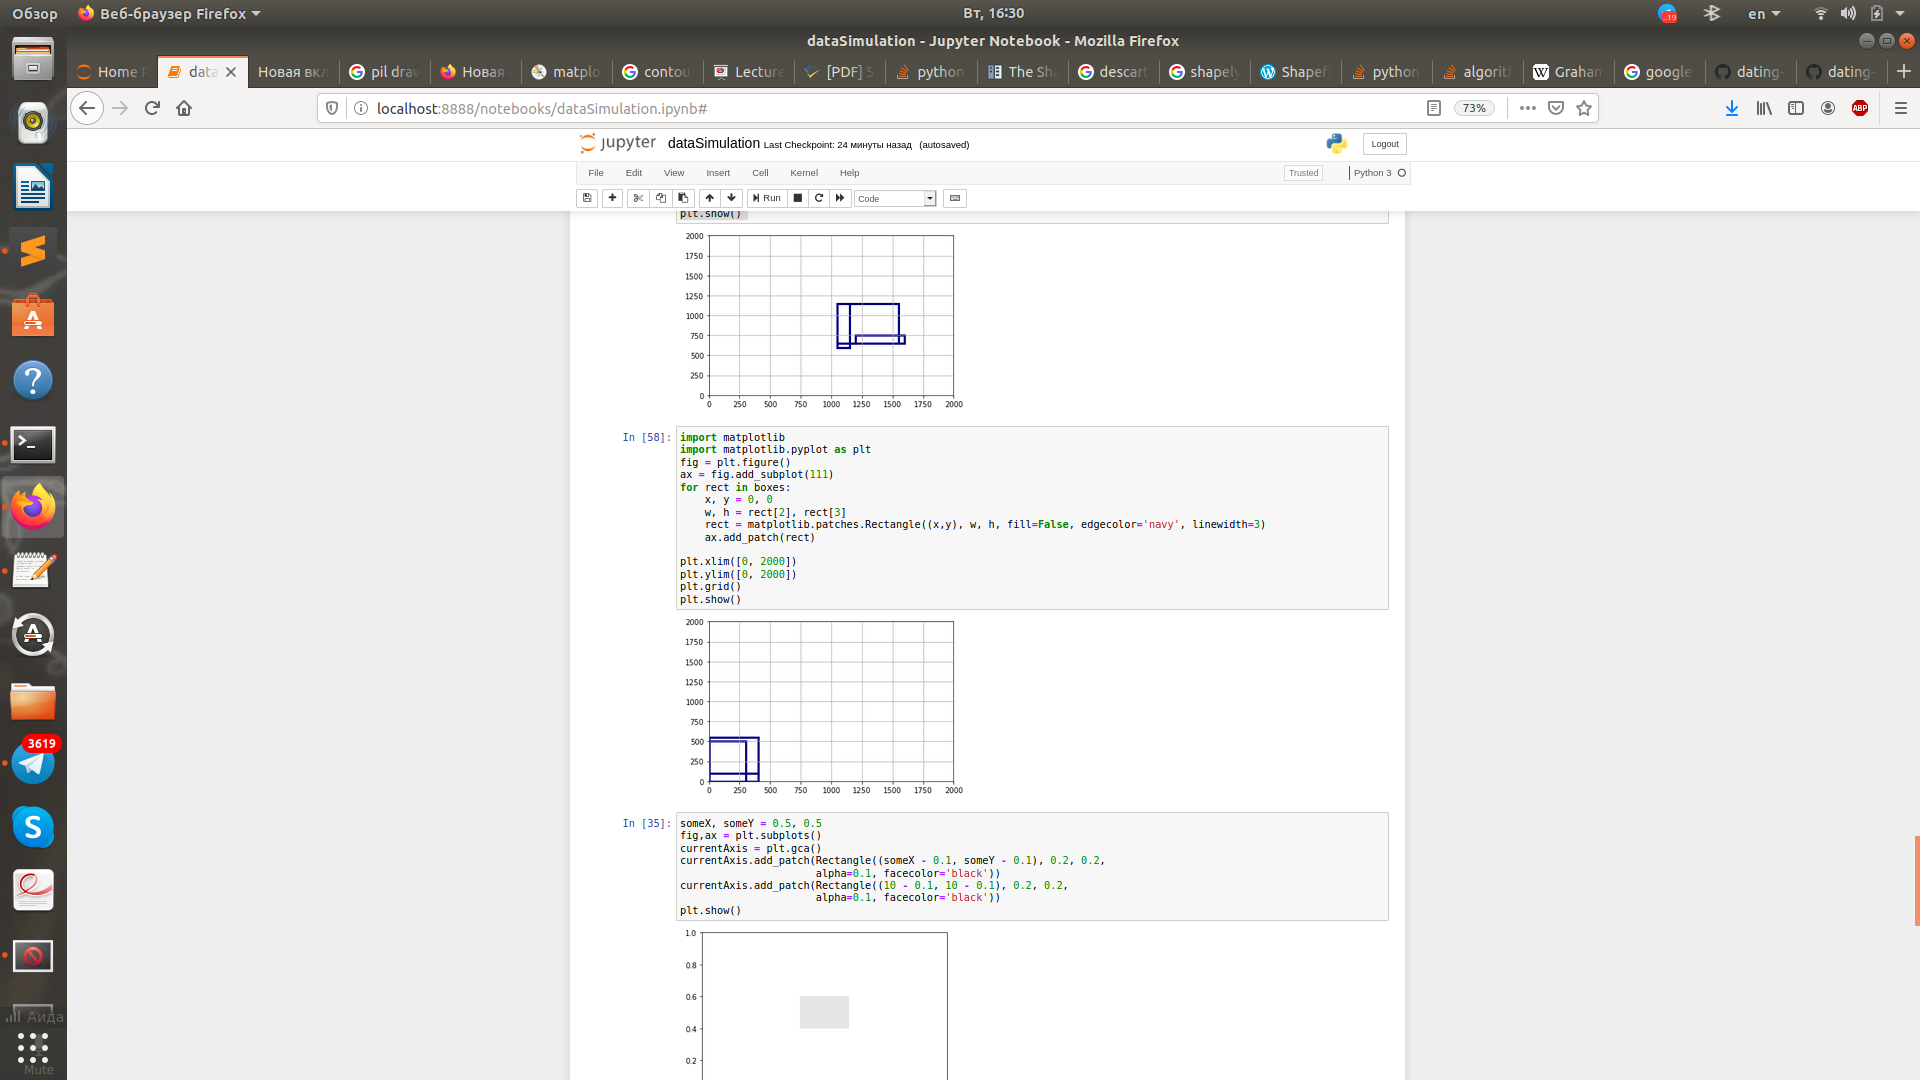 Обзор Веб-браузер Firefox Вт, 16:30 19 en
dataSimulation - Jupyter Notebook - Mozilla Firefox
Home data Новая вкл pil draw Новая matplo contou Lecture [PDF] S python The Sha descart shapely Shapefi python algorit Graham google dating- dating-
localhost:8888/notebooks/dataSimulation.ipynb# 73% ABP
jupyter dataSimulation Last Checkpoint: 24 минуты назад (autosaved) Logout
File Edit View Insert Cell Kernel Help Trusted Python 3
Run Code
plt.show()
2000
1750
1500
1250
1000
750
500
250
0
0 250 500 750 1000 1250 1500 1750 2000
In [58]: import matplotlib
import matplotlib.pyplot as plt
fig = plt.figure()
ax = fig.add_subplot(111)
for rect in boxes:
    x, y = 0, 0
    w, h = rect[2], rect[3]
    rect = matplotlib.patches.Rectangle((x,y), w, h, fill=False, edgecolor='navy', linewidth=3)
    ax.add_patch(rect)
plt.xlim([0, 2000])
plt.ylim([0, 2000])
plt.grid()
plt.show()
2000
1750
1500
1250
1000
750
500
250
0
0 250 500 750 1000 1250 1500 1750 2000
In [35]: someX, someY = 0.5, 0.5
fig,ax = plt.subplots()
currentAxis = plt.gca()
currentAxis.add_patch(Rectangle((someX - 0.1, someY - 0.1), 0.2, 0.2,
                      alpha=0.1, facecolor='black'))
currentAxis.add_patch(Rectangle((10 - 0.1, 10 - 0.1), 0.2, 0.2,
                      alpha=0.1, facecolor='black'))
plt.show()
1.0
0.8
0.6
0.4
0.2
3619
Аида
Mute